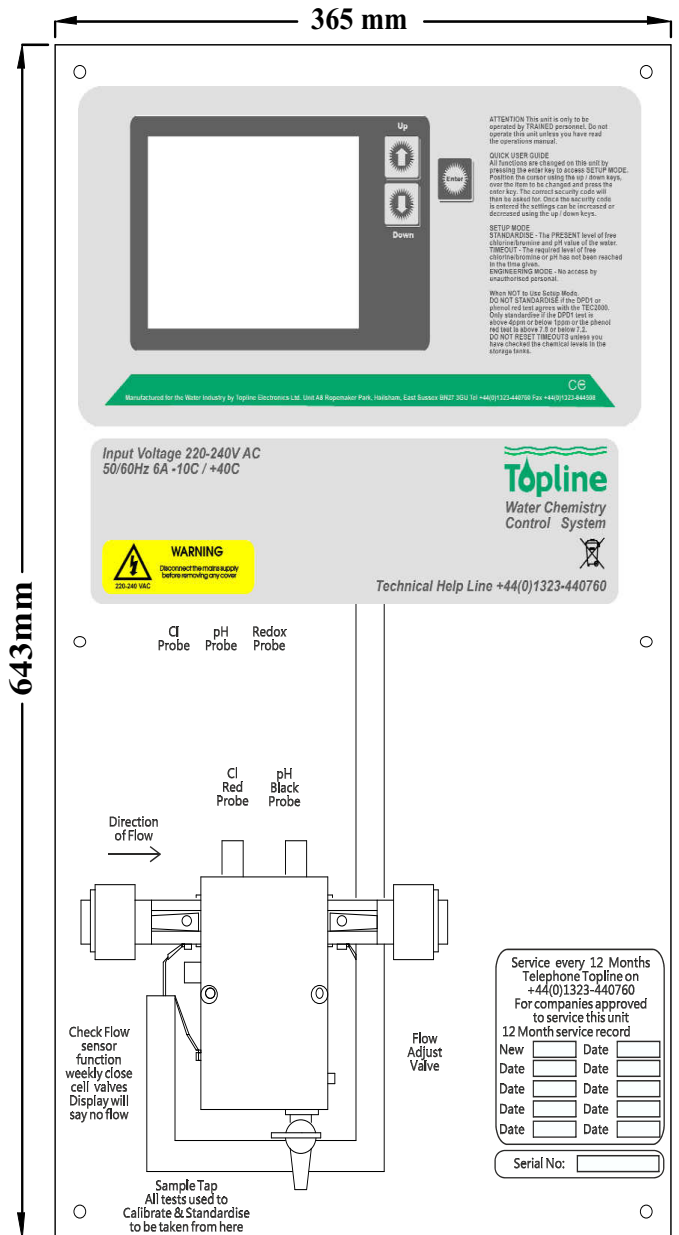 365 mm
643mm
Up
Enter
Down
ATTENTION This unit is only to be
operated by TRAINED personnel. Do not
operate this unit unless you have read
the operations manual.
QUICK USER GUIDE
All functions are changed on this unit by
pressing the enter key to access SETUP MODE.
Position the cursor using the up / down keys,
over the item to be changed and press the
enter key. The correct security code will
then be asked for. Once the security code
is entered the settings can be increased or
decreased using the up / down keys.
SETUP MODE
STANDARDISE - The PRESENT level of free
chlorine/bromine and pH value of the water.
TIMEOUT - The required level of free
chlorine/bromine or pH has not been reached
in the time given.
ENGINEERING MODE - No access by
unauthorised personal.
When NOT to Use Setup Mode.
DO NOT STANDARDISE if the DPD1 or
phenol red test agrees with the TEC2000.
Only standardise if the DPD1 test is
above 4ppm or below 1ppm or the phenol
red test is above 7.8 or below 7.2.
DO NOT RESET TIMEOUTS unless you
have checked the chemical levels in the
storage tanks.
CE
Manufactured for the Water Industry by Topline Electronics Ltd. Unit A8 Ropemaker Park, Hailsham, East Sussex BN27 3GU Tel +44(0)1323-440760 Fax +44(0)1323-844508
Input Voltage 220-240V AC
50/60Hz 6A -10C / +40C
Topline
Water Chemistry
Control System
WARNING
Disconnect the mains supply
before removing any cover
220-240 VAC
Technical Help Line +44(0)1323-440760
Cl Probe
pH Probe
Redox Probe
Cl
Red
Probe
pH
Black
Probe
Direction
of Flow
Check Flow
sensor
function
weekly close
cell valves
Display will
say no flow
Flow
Adjust
Valve
Sample Tap
All tests used to
Calibrate & Standardise
to be taken from here
Service every 12 Months
Telephone Topline on
+44(0)1323-440760
For companies approved
to service this unit
12 Month service record
New Date
Date Date
Date Date
Date Date
Date Date
Serial No: